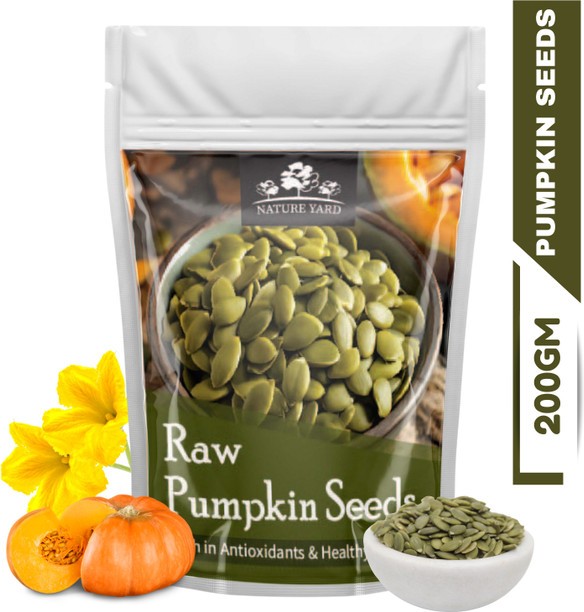 NATURE YARD
Raw
Pumpkin Seeds
in Antioxidants & Health
PUMPKIN SEEDS
200GM